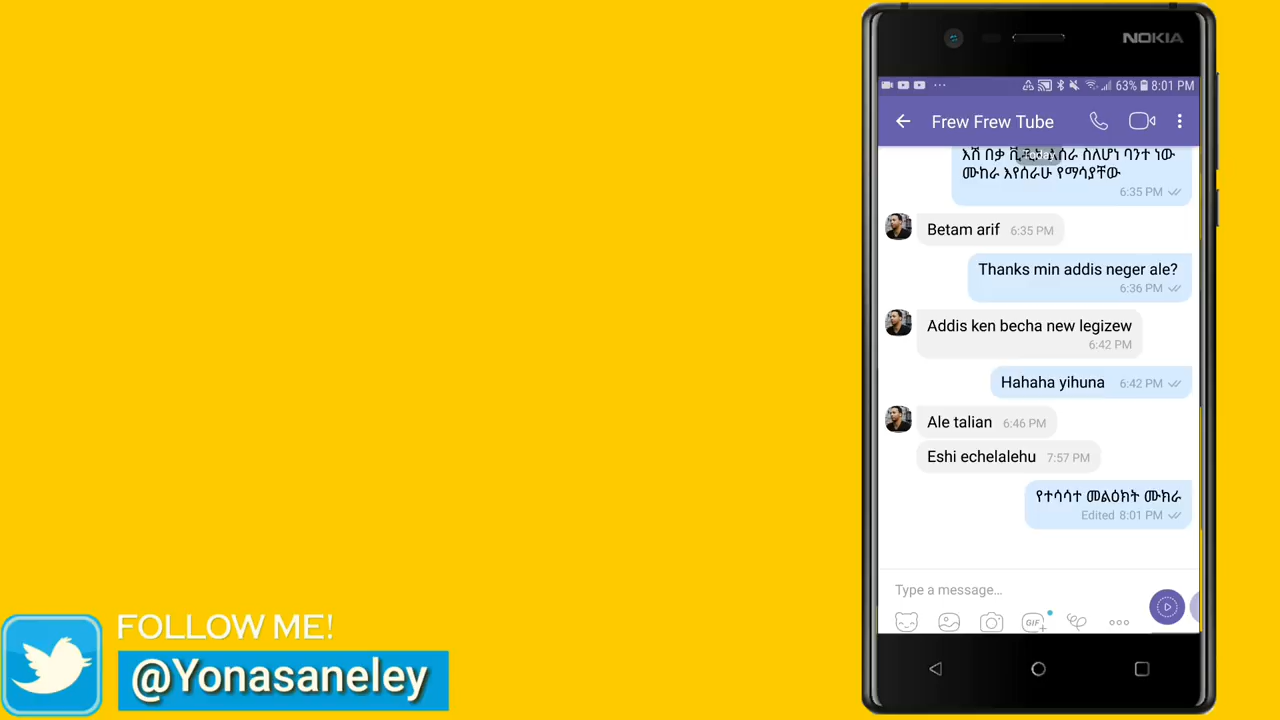 NOKIA
63% 8:01 PM
Frew Frew Tube
Today
ስለሆነ ባንተ ነው
ሙከራ እየሰራሁ የማሳያቸው
6:35 PM
Betam arif 6:35 PM
Thanks min addis neger ale?
6:36 PM
Addis ken becha new legizew
6:42 PM
Hahaha yihuna 6:42 PM
Ale talian 6:46 PM
Eshi echelalehu 7:57 PM
የተሳሳተ መልዕክት ሙከራ
Edited 8:01 PM
Type a message...
GIF
FOLLOW ME!
@Yonasaneley